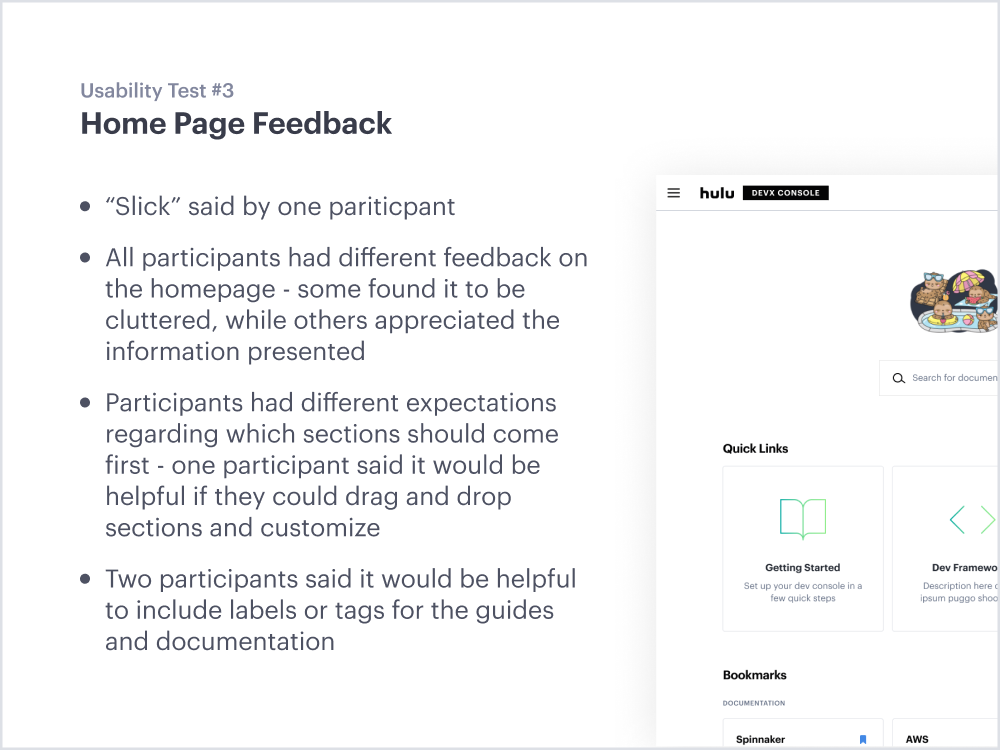 Usability Test #3
Home Page Feedback
• “Slick” said by one pariticpant
• All participants had different feedback on
the homepage - some found it to be
cluttered, while others appreciated the
information presented
• Participants had different expectations
regarding which sections should come
first - one participant said it would be
helpful if they could drag and drop
sections and customize
• Two participants said it would be helpful
to include labels or tags for the guides
and documentation
hulu DEVX CONSOLE
Search for documen
Quick Links
Getting Started
Set up your dev console in a
few quick steps
Dev Framewo
Description here
ipsum puggo shoo
Bookmarks
DOCUMENTATION
Spinnaker
AWS